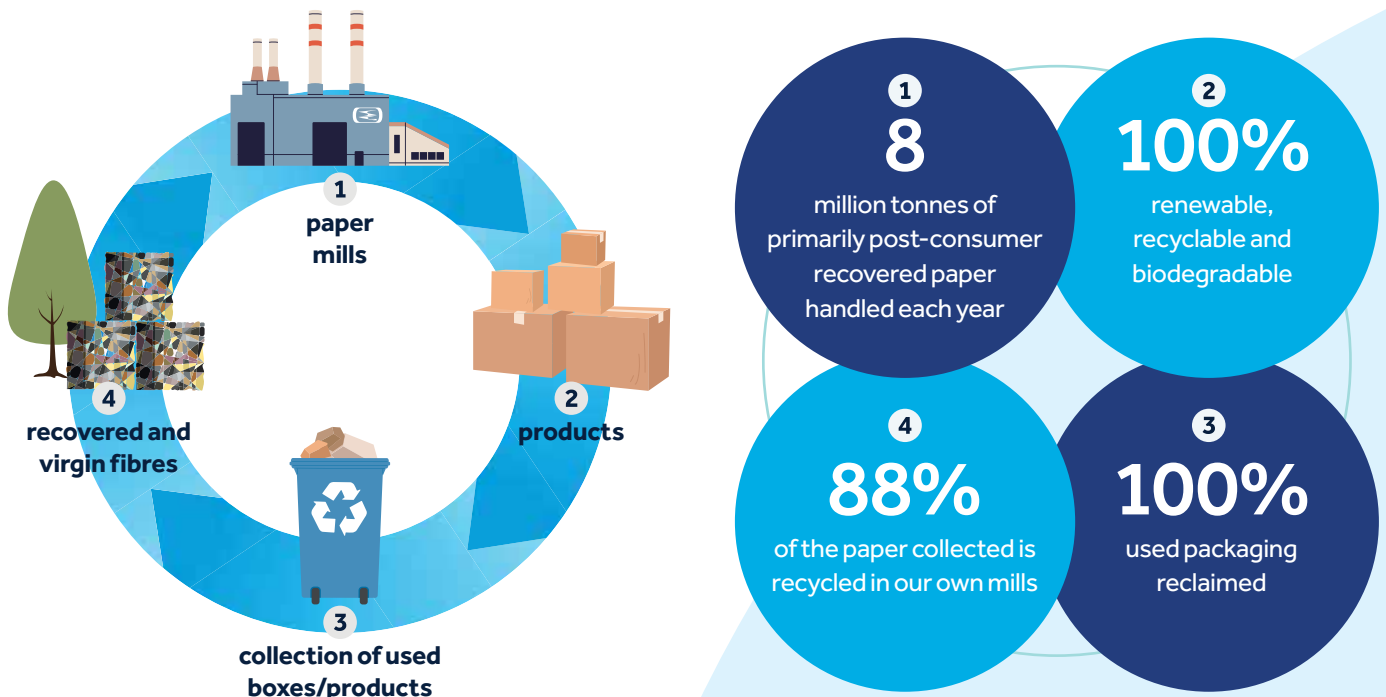 1
paper
mills
2
products
3
collection of used
boxes/products
4
recovered and
virgin fibres
1
8
million tonnes of
primarily post-consumer
recovered paper
handled each year
2
100%
renewable,
recyclable and
biodegradable
3
100%
used packaging
reclaimed
4
88%
of the paper collected is
recycled in our own mills